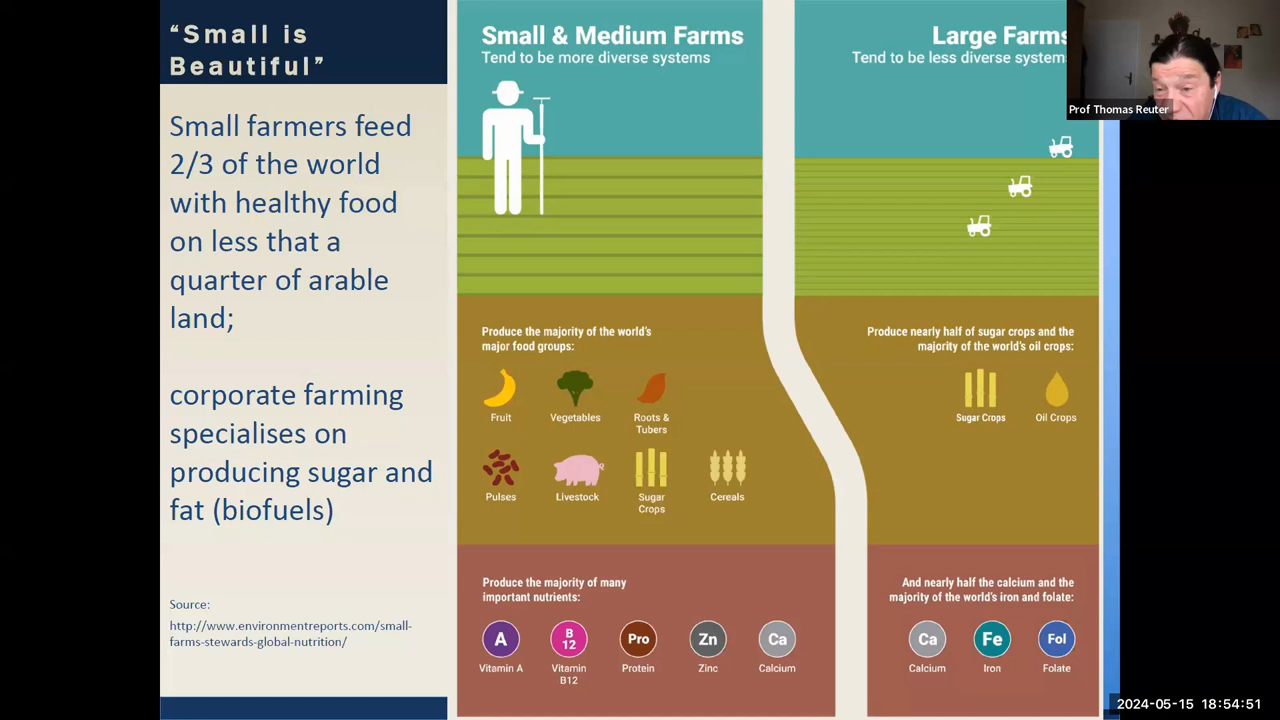 “Small is
Beautiful”
Small farmers feed
2/3 of the world
with healthy food
on less that a
quarter of arable
land;
corporate farming
specialises on
producing sugar and
fat (biofuels)
Source:
http://www.environmentreports.com/small-
farms-stewards-global-nutrition/
Small & Medium Farms
Tend to be more diverse systems
Produce the majority of the world's
major food groups:
Fruit
Vegetables
Roots &
Tubers
Pulses
Livestock
Sugar
Crops
Cereals
Produce the majority of many
important nutrients:
A
Vitamin A
B
12
Vitamin
B12
Pro
Protein
Zn
Zinc
Ca
Calcium
Large Farms
Tend to be less diverse system
Produce nearly half of sugar crops and the
majority of the world's oil crops:
Sugar Crops
Oil Crops
And nearly half the calcium and the
majority of the world's iron and folate:
Ca
Calcium
Fe
Iron
Fol
Folate
Prof Thomas Reuter
2024-05-15 18:54:51